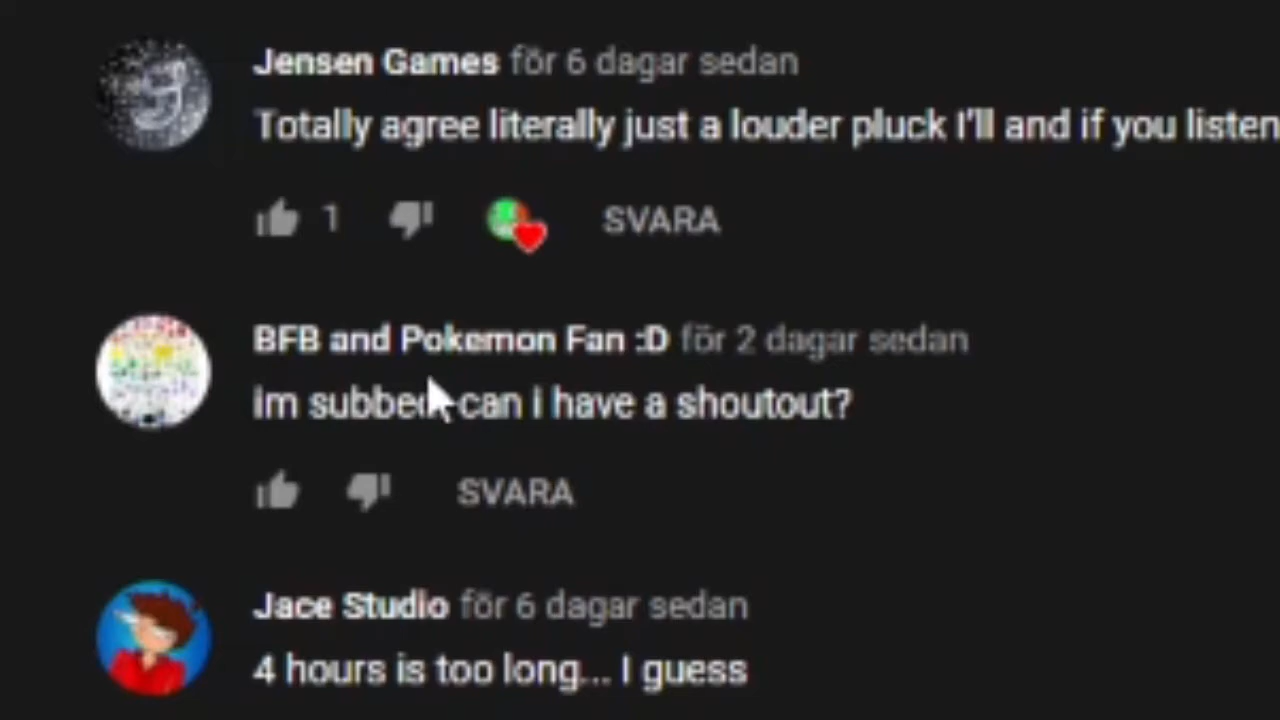 Jensen Games för 6 dagar sedan
Totally agree literally just a louder pluck I'll and if you listen
1 SVARA
BFB and Pokemon Fan :D för 2 dagar sedan
im subbed can i have a shoutout?
SVARA
Jace Studio för 6 dagar sedan
4 hours is too long... I guess